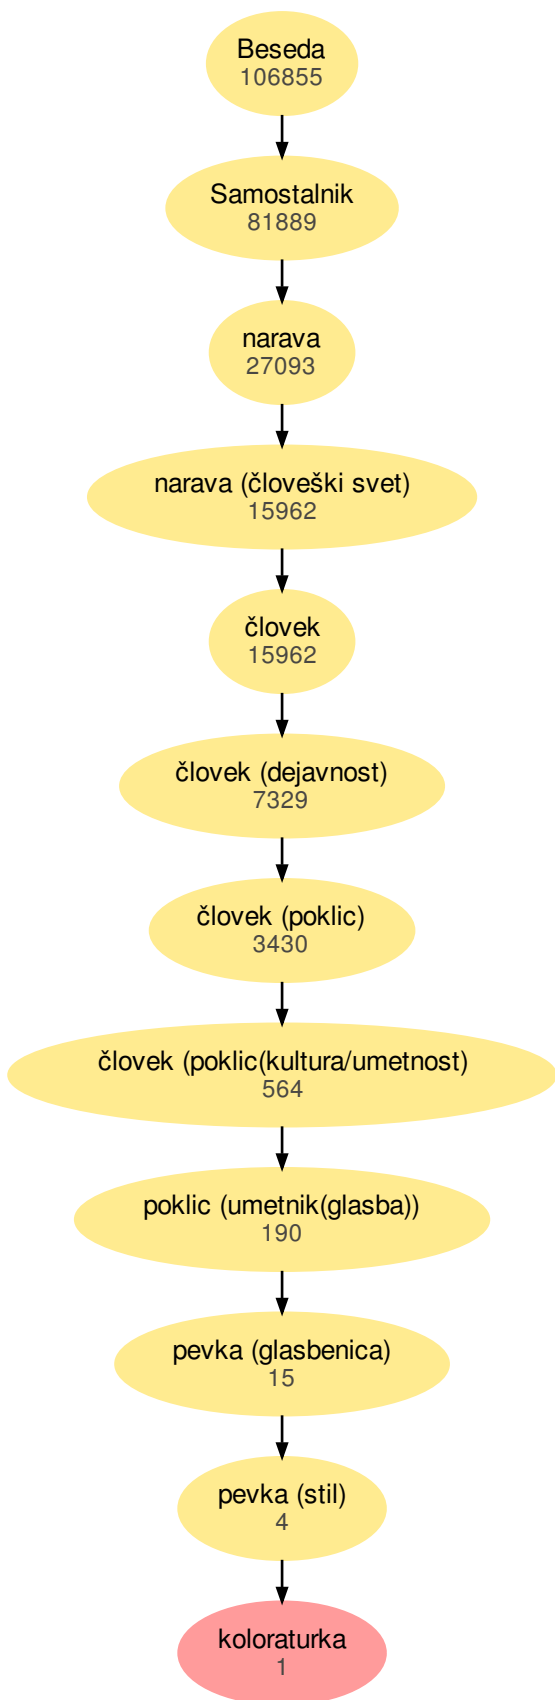 Beseda
106855
Samostalnik
81889
narava
27093
narava (človeški svet)
15962
človek
15962
človek (dejavnost)
7329
človek (poklic)
3430
človek (poklic(kultura/umetnost)
564
poklic (umetnik(glasba))
190
pevka (glasbenica)
15
pevka (stil)
4
koloraturka
1